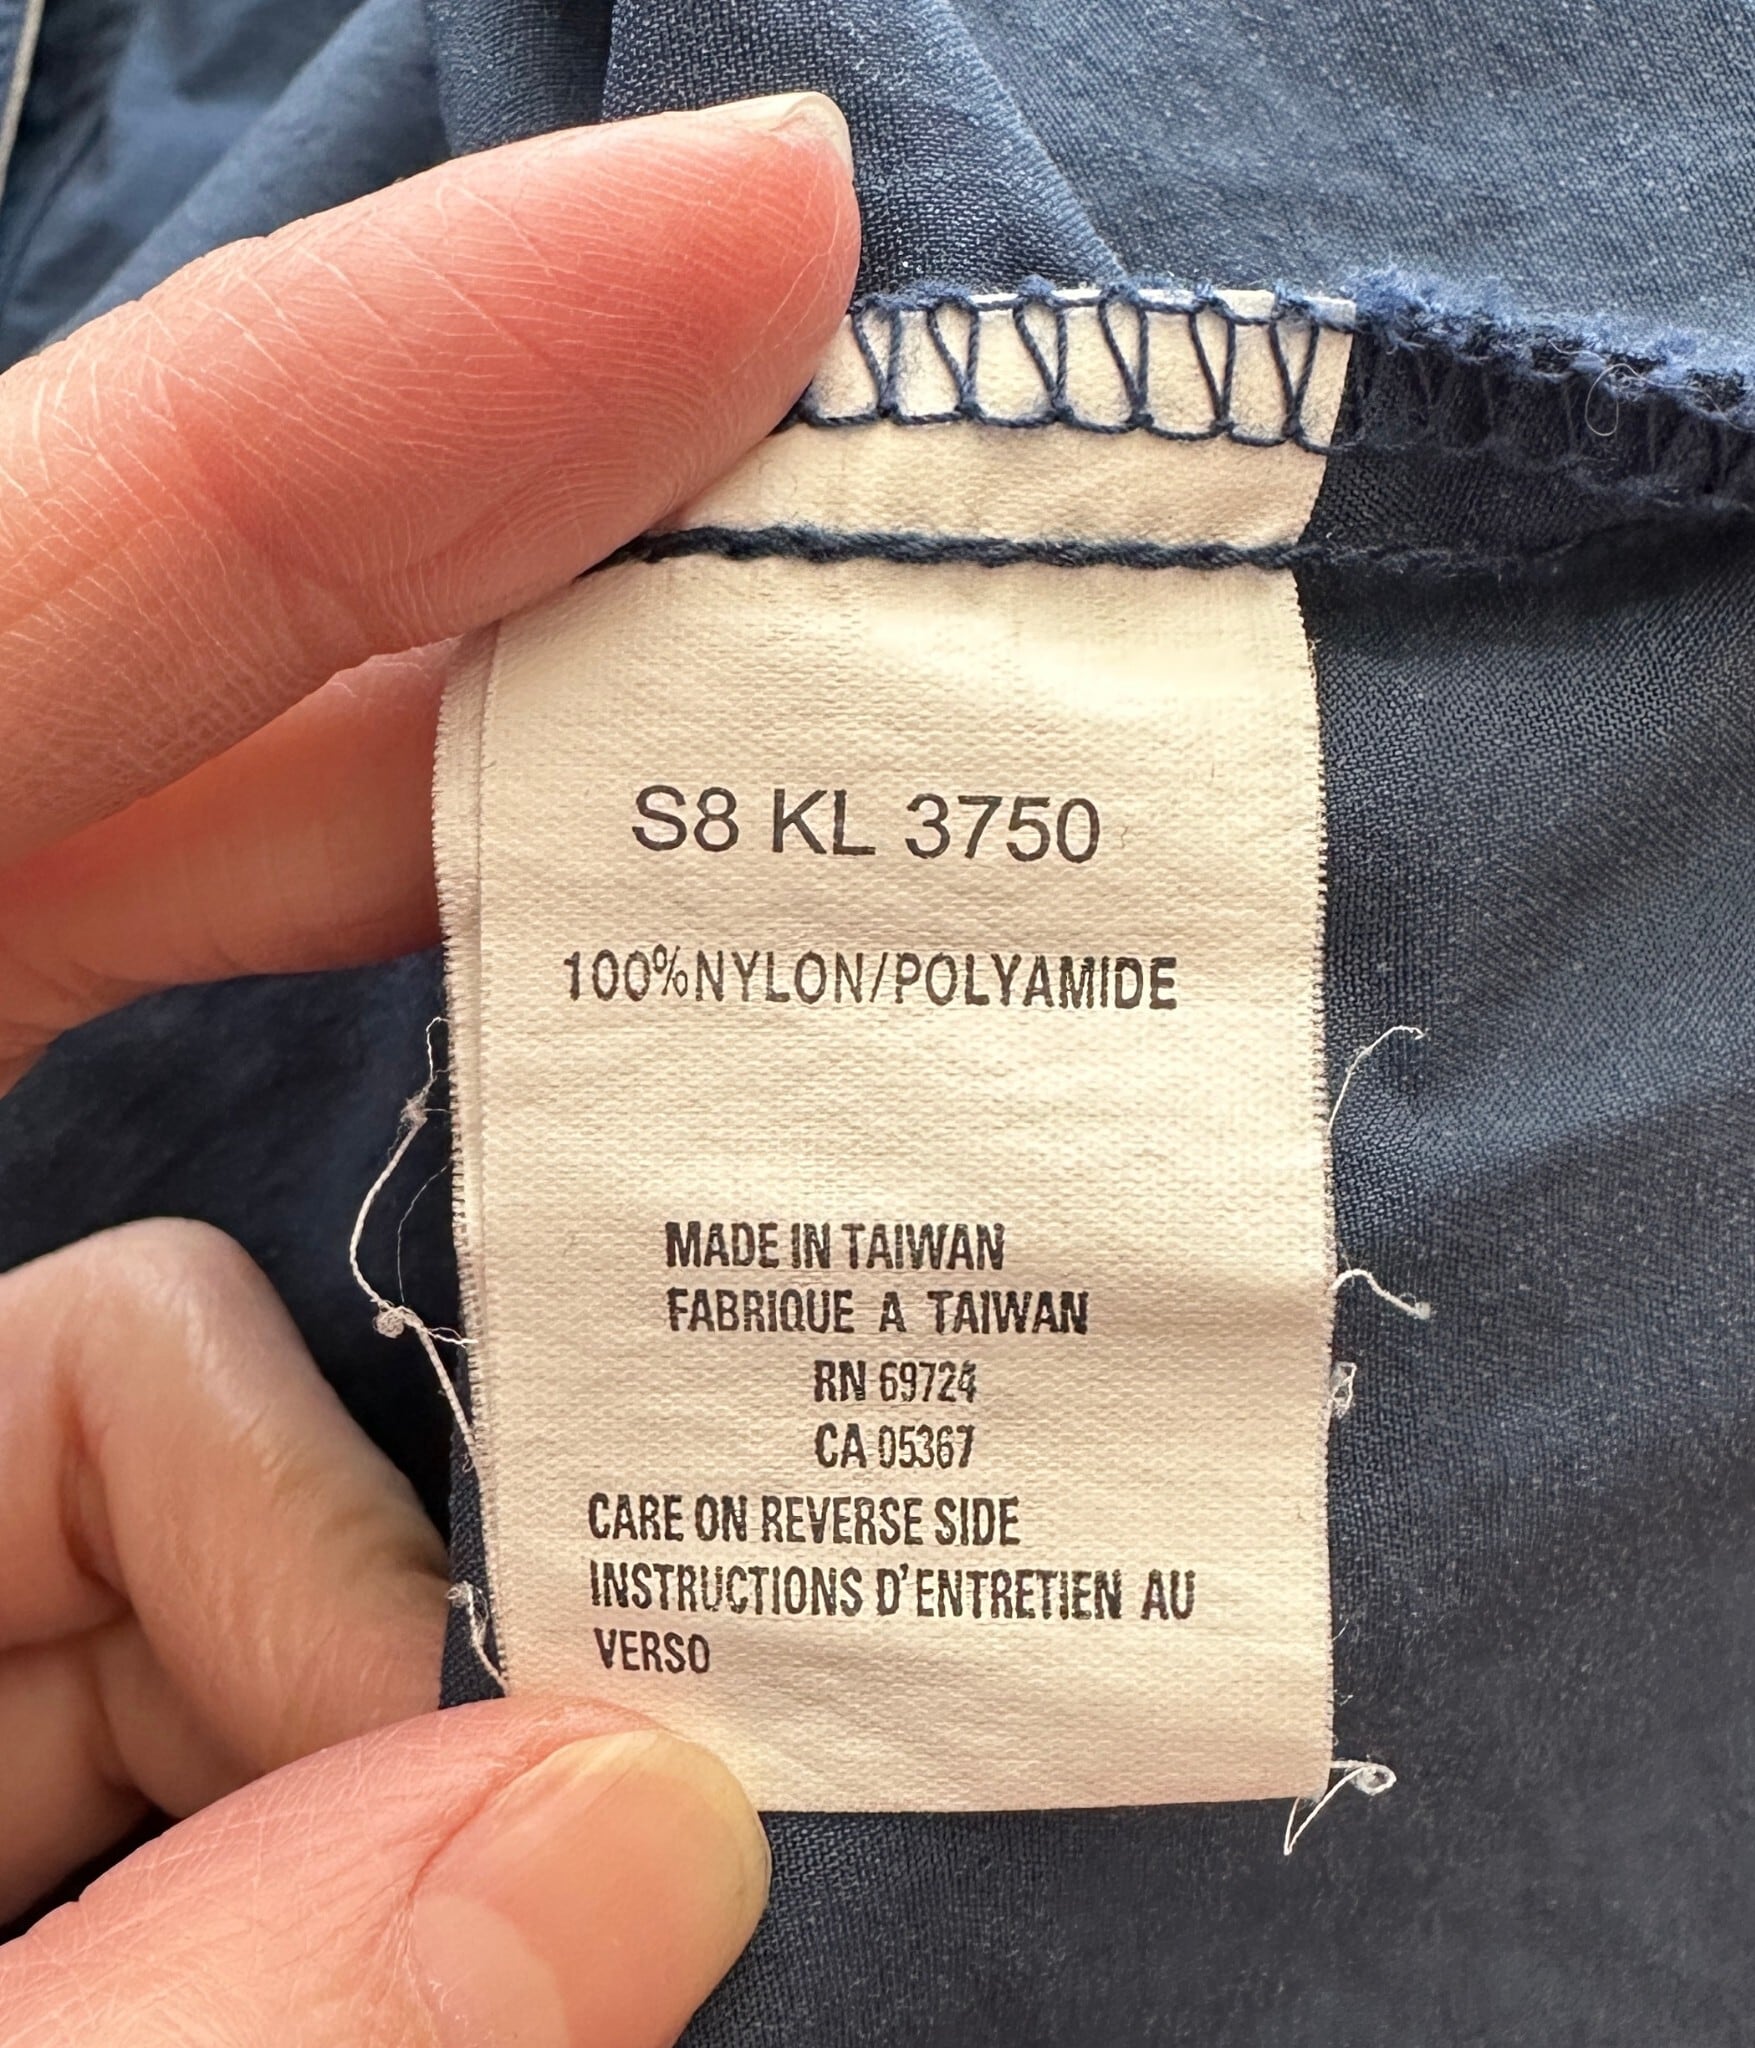 S8 KL 3750
100%NYLON/POLYAMIDE
MADE IN TAIWAN
FABRIQUE A TAIWAN
RN 69724
CA 05367
CARE ON REVERSE SIDE
INSTRUCTIONS D'ENTRETIEN AU
VERSO